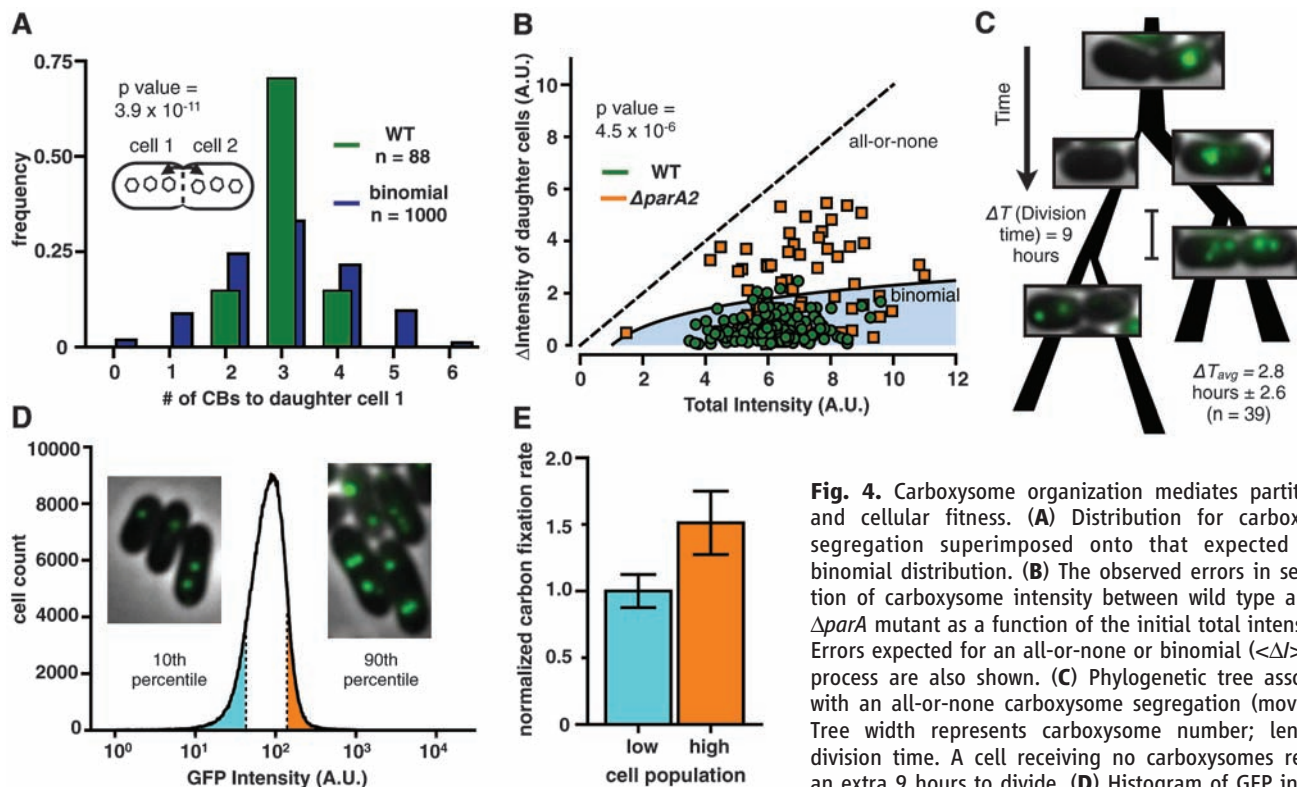 A
0.75
0.50
0.25
0
frequency
p value =
3.9 x 10⁻¹¹
cell 1 cell 2
WT
n = 88
binomial
n = 1000
0 1 2 3 4 5 6
# of CBs to daughter cell 1
B
10
8
6
4
2
0
ΔIntensity of daughter cells (A.U.)
p value =
4.5 x 10⁻⁶
WT
ΔparA2
all-or-none
binomial
0 2 4 6 8 10 12
Total Intensity (A.U.)
C
Time
ΔT (Division
time) = 9
hours
ΔTavg = 2.8
hours ± 2.6
(n = 39)
D
10000
8000
6000
4000
2000
0
cell count
10th
percentile
90th
percentile
10⁰ 10¹ 10² 10³ 10⁴
GFP Intensity (A.U.)
E
2.0
1.5
1.0
0.5
0
normalized carbon fixation rate
low high
cell population
Fig. 4. Carboxysome organization mediates partit
and cellular fitness. (A) Distribution for carbox
segregation superimposed onto that expected
binomial distribution. (B) The observed errors in se
tion of carboxysome intensity between wild type a
ΔparA mutant as a function of the initial total intens
Errors expected for an all-or-none or binomial (<ΔI>
process are also shown. (C) Phylogenetic tree asso
with an all-or-none carboxysome segregation (mov
Tree width represents carboxysome number; len
division time. A cell receiving no carboxysomes re
an extra 9 hours to divide. (D) Histogram of GFP in